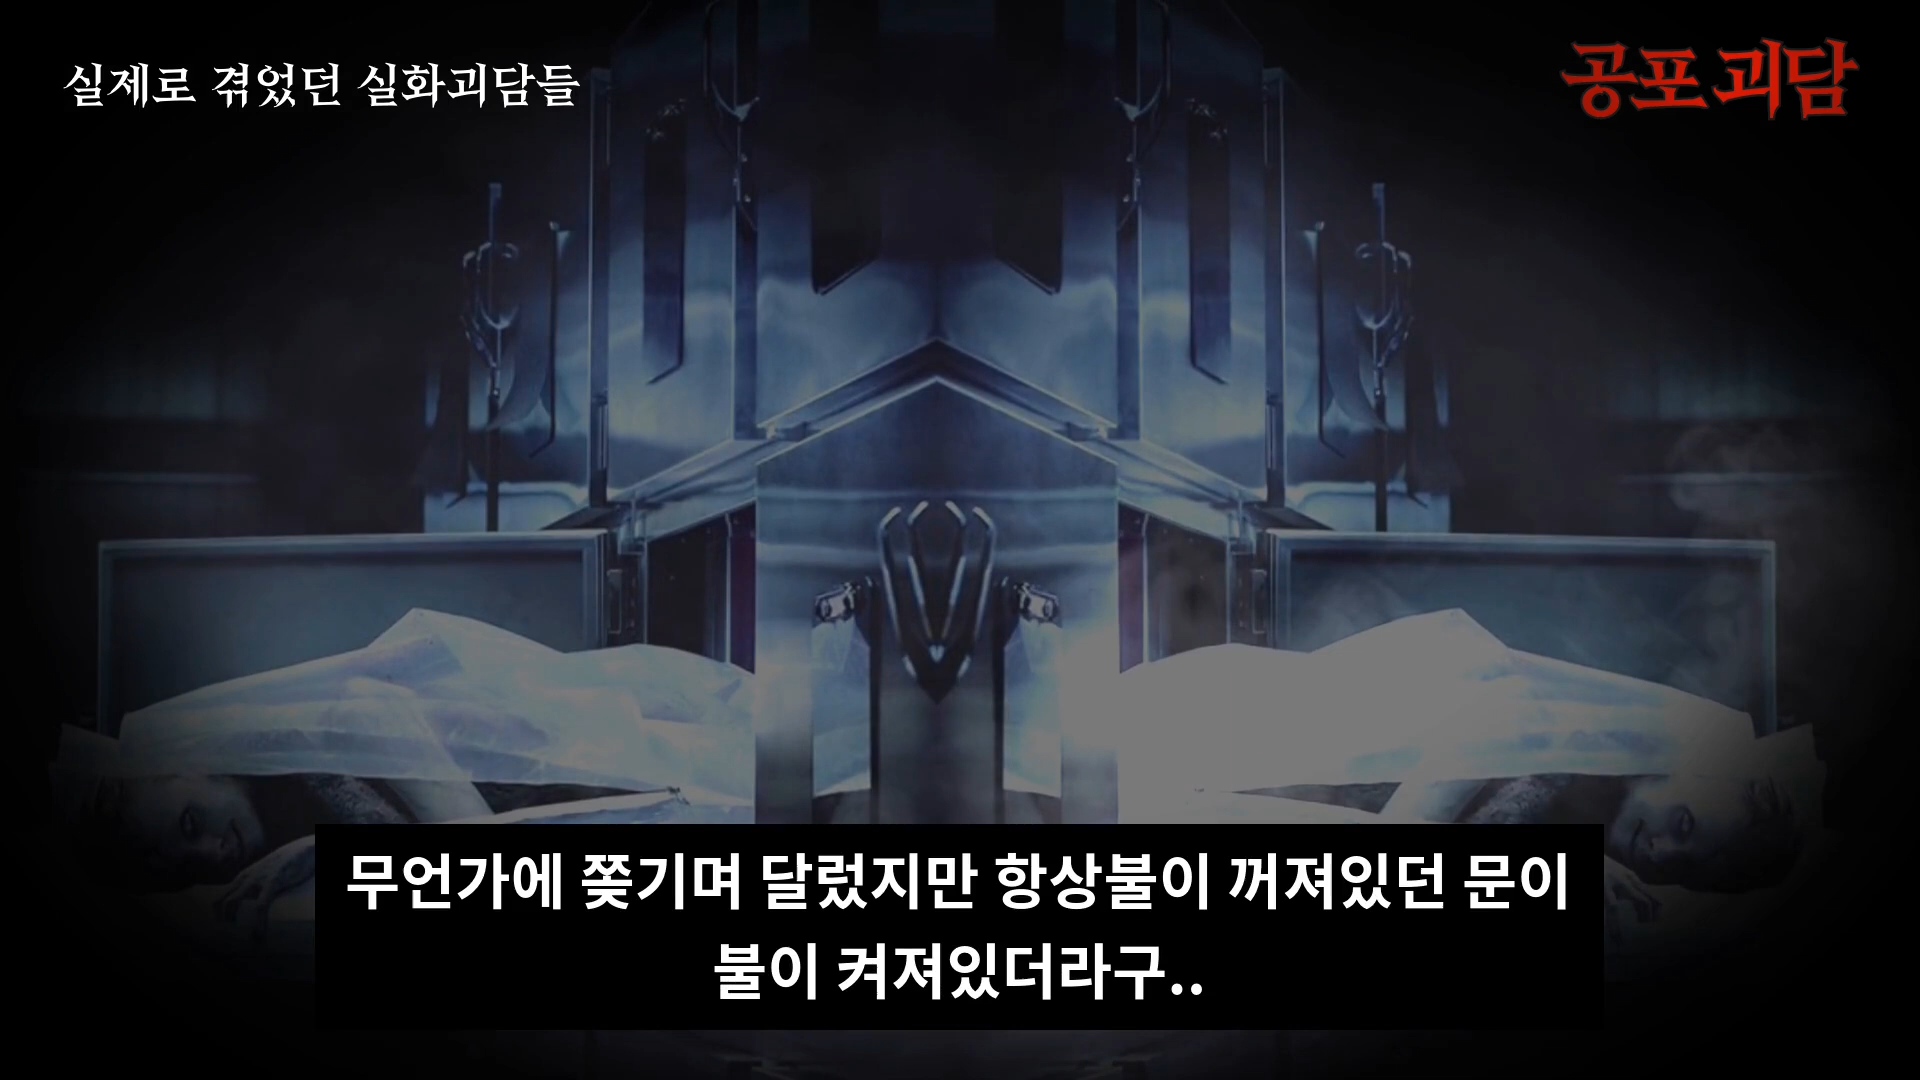 실제로 겪었던 실화괴담들
공포괴담
무언가에 쫒기며 달렸지만 항상불이 꺼져있던 문이
불이 켜져있더라구..